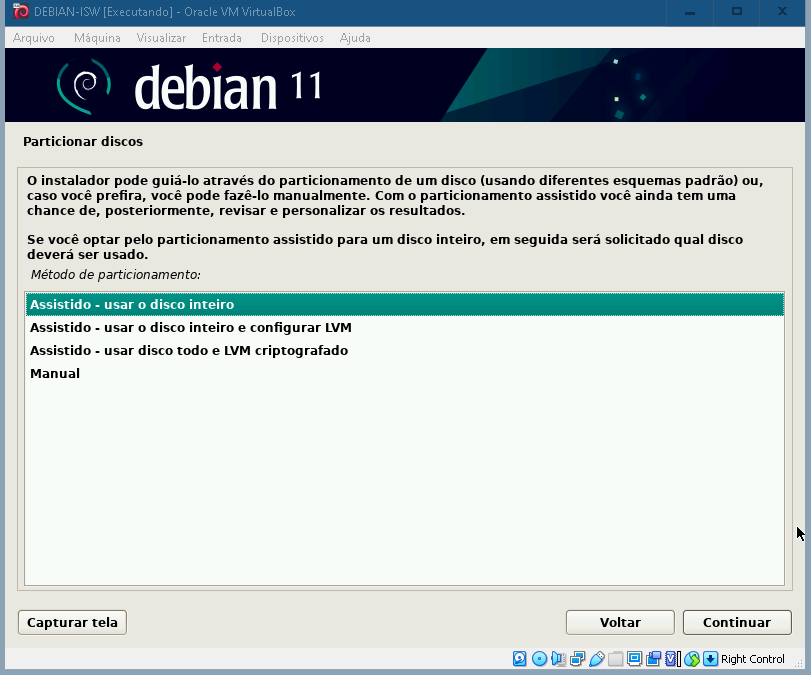 DEBIAN-ISW [Executando] - Oracle VM VirtualBox
Arquivo Máquina Visualizar Entrada Dispositivos Ajuda
debian 11
Particionar discos
O instalador pode guiá-lo através do particionamento de um disco (usando diferentes esquemas padrão) ou,
caso você prefira, você pode fazê-lo manualmente. Com o particionamento assistido você ainda tem uma
chance de, posteriormente, revisar e personalizar os resultados.
Se você optar pelo particionamento assistido para um disco inteiro, em seguida será solicitado qual disco
deverá ser usado.
Método de particionamento:
Assistido - usar o disco inteiro
Assistido - usar o disco inteiro e configurar LVM
Assistido - usar disco todo e LVM criptografado
Manual
Capturar tela Voltar Continuar
Right Control